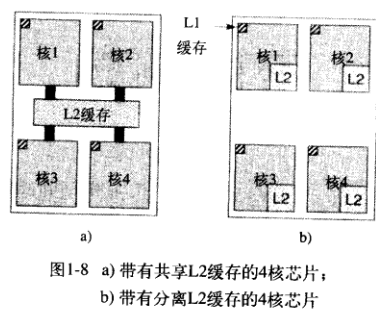 L1
缓存
核1
核2
L2缓存
核3
核4
a)
核1
L2
核2
L2
核3
L2
核4
L2
b)
图1-8 a) 带有共享L2缓存的4核芯片；
b) 带有分离L2缓存的4核芯片